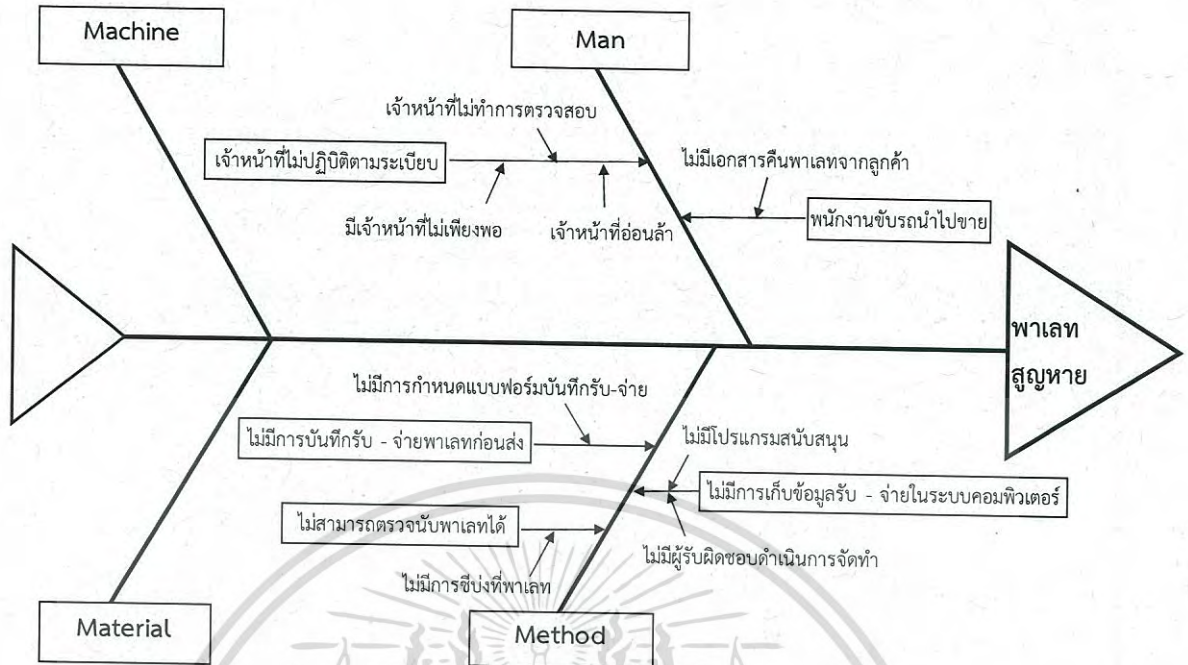 Machine
Man
เจ้าหน้าที่ไม่ทำการตรวจสอบ
เจ้าหน้าที่ไม่ปฏิบัติตามระเบียบ
มีเจ้าหน้าที่ไม่เพียงพอ
เจ้าหน้าที่อ่อนล้า
ไม่มีเอกสารคืนพาเลทจากลูกค้า
พนักงานขับรถนำไปขาย
พาเลท
สูญหาย
ไม่มีการกำหนดแบบฟอร์มบันทึกรับ-จ่าย
ไม่มีการบันทึกรับ - จ่ายพาเลทก่อนส่ง
ไม่มีโปรแกรมสนับสนุน
ไม่มีการเก็บข้อมูลรับ - จ่ายในระบบคอมพิวเตอร์
ไม่สามารถตรวจนับพาเลทได้
ไม่มีผู้รับผิดชอบดำเนินการจัดทำ
ไม่มีการชี้บ่งที่พาเลท
Material
Method